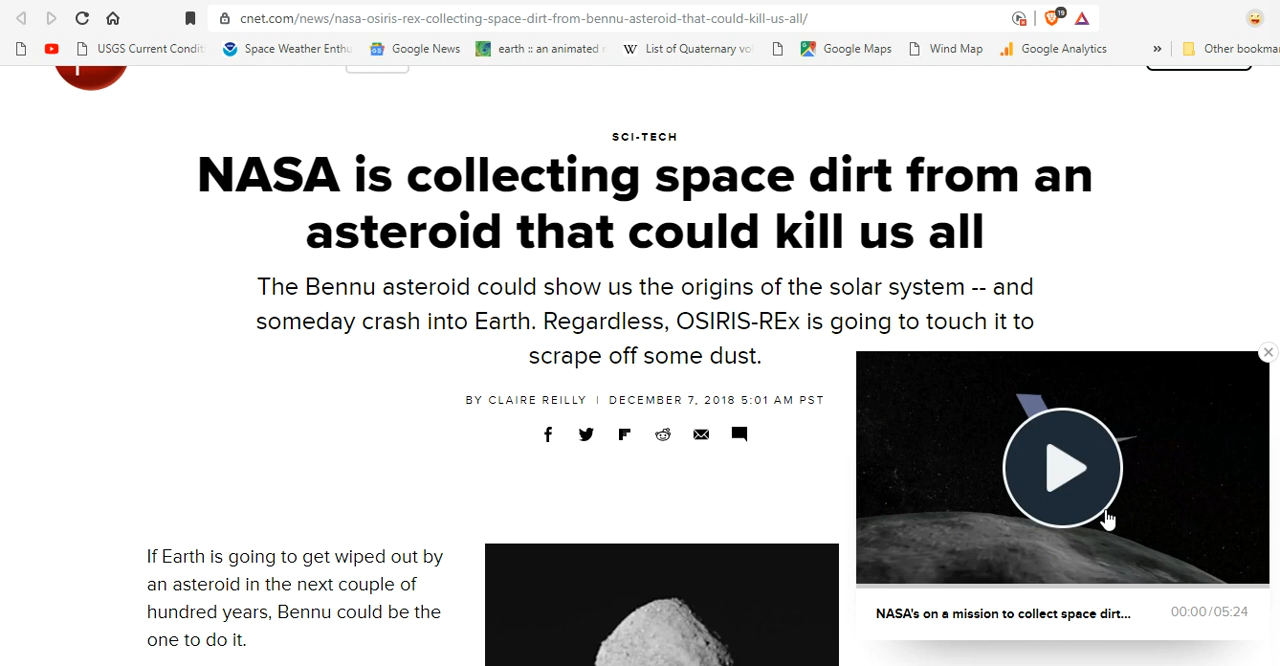 cnet.com/news/nasa-osiris-rex-collecting-space-dirt-from-bennu-asteroid-that-could-kill-us-all/
19
USGS Current Condit
Space Weather Enthu
Google News
earth :: an animated
W List of Quaternary vol
Google Maps
Wind Map
Google Analytics
»
Other bookma
SCI-TECH
NASA is collecting space dirt from an
asteroid that could kill us all
The Bennu asteroid could show us the origins of the solar system -- and
someday crash into Earth. Regardless, OSIRIS-REx is going to touch it to
scrape off some dust.
BY CLAIRE REILLY | DECEMBER 7, 2018 5:01 AM PST
If Earth is going to get wiped out by
an asteroid in the next couple of
hundred years, Bennu could be the
one to do it.
NASA's on a mission to collect space dirt...
00:00/05:24